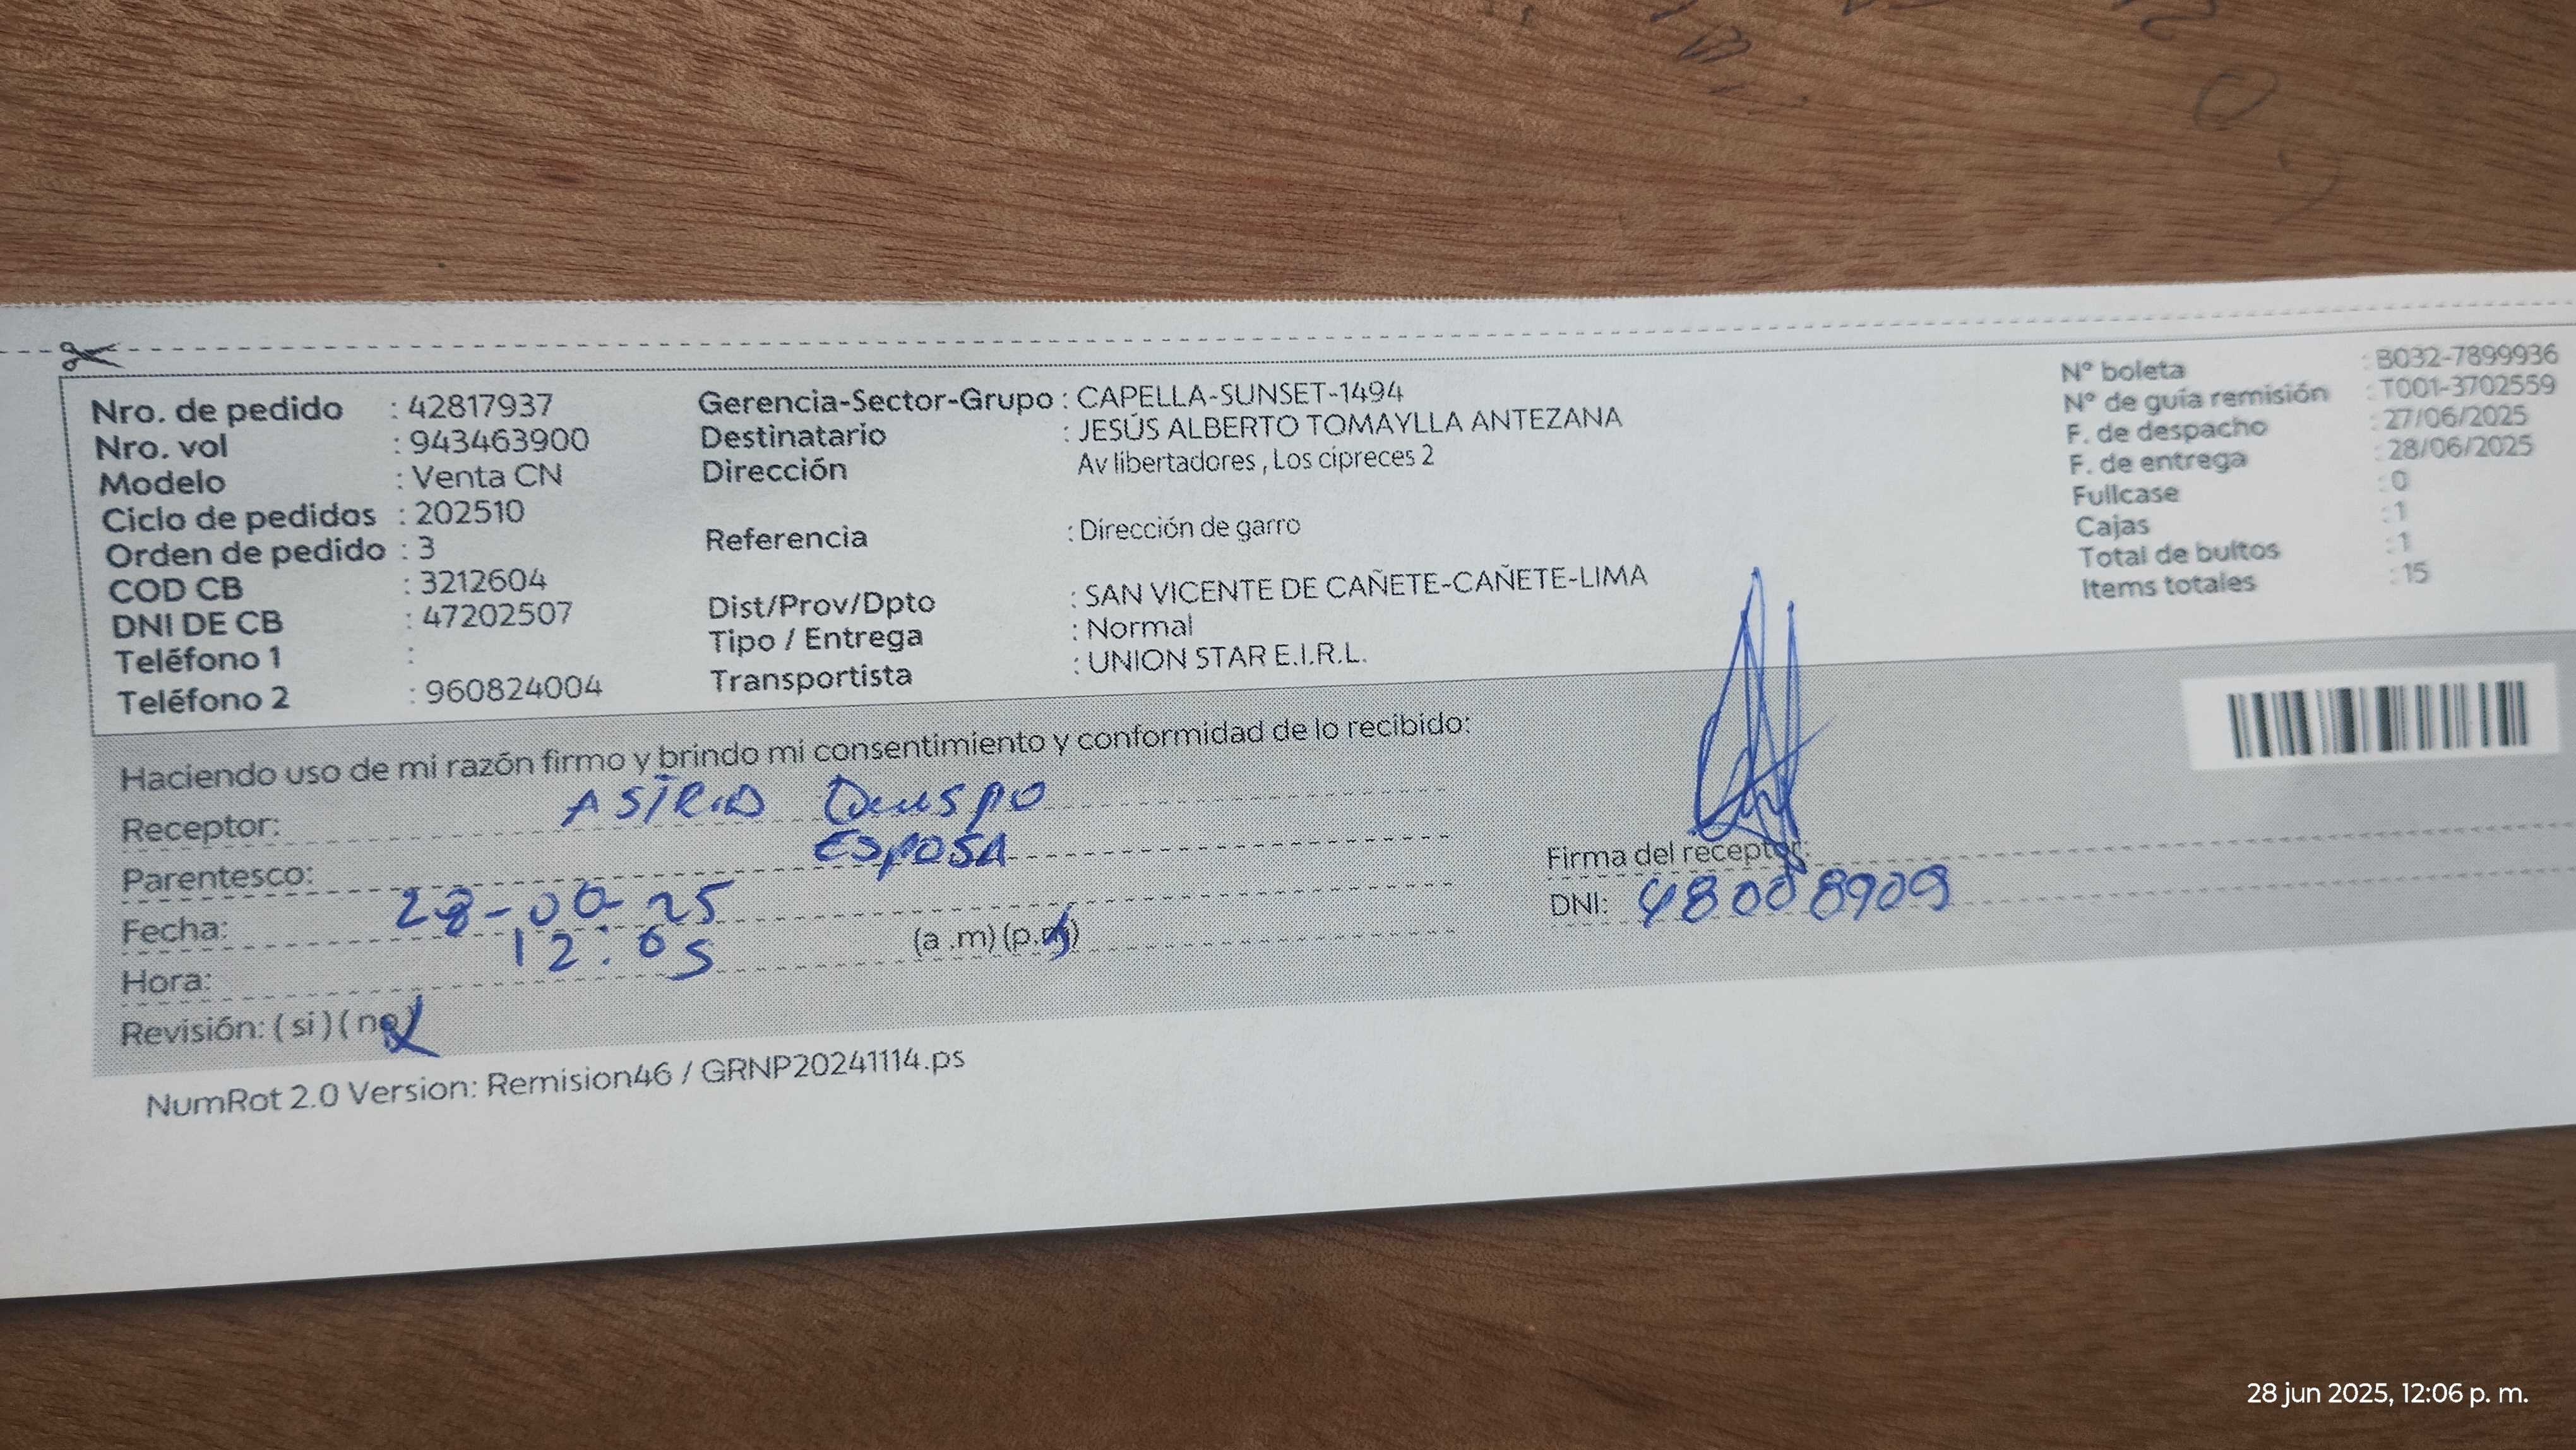 Nro. de pedido : 42817937
Nro. vol : 943463900
Modelo : Venta CN
Ciclo de pedidos : 202510
Orden de pedido : 3
COD CB : 3212604
DNI DE CB : 47202507
Teléfono 1 :
Teléfono 2 : 960824004
Gerencia-Sector-Grupo : CAPELLA-SUNSET-1494
Destinatario : JESÚS ALBERTO TOMAYLLA ANTEZANA
Dirección Av libertadores , Los cipreces 2
Referencia : Dirección de garro
Dist/Prov/Dpto : SAN VICENTE DE CAÑETE-CAÑETE-LIMA
Tipo / Entrega : Normal
Transportista : UNION STAR E.I.R.L.
N° boleta : B032-7899936
N° de guía remisión : T001-3702559
F. de despacho : 27/06/2025
F. de entrega : 28/06/2025
Fullcase : 0
Cajas : 1
Total de bultos : 1
Items totales : 15
Haciendo uso de mi razón firmo y brindo mi consentimiento y conformidad de lo recibido:
Receptor: ASTRID
Parentesco: ESPOSA
Fecha: 28-06-25
Hora: 12:05 (a .m) (p.m)
Revisión: ( si ) ( no )
Firma del receptor:
DNI: 48008909
NumRot 2.0 Version: Remision46 / GRNP20241114.ps
28 jun 2025, 12:06 p. m.